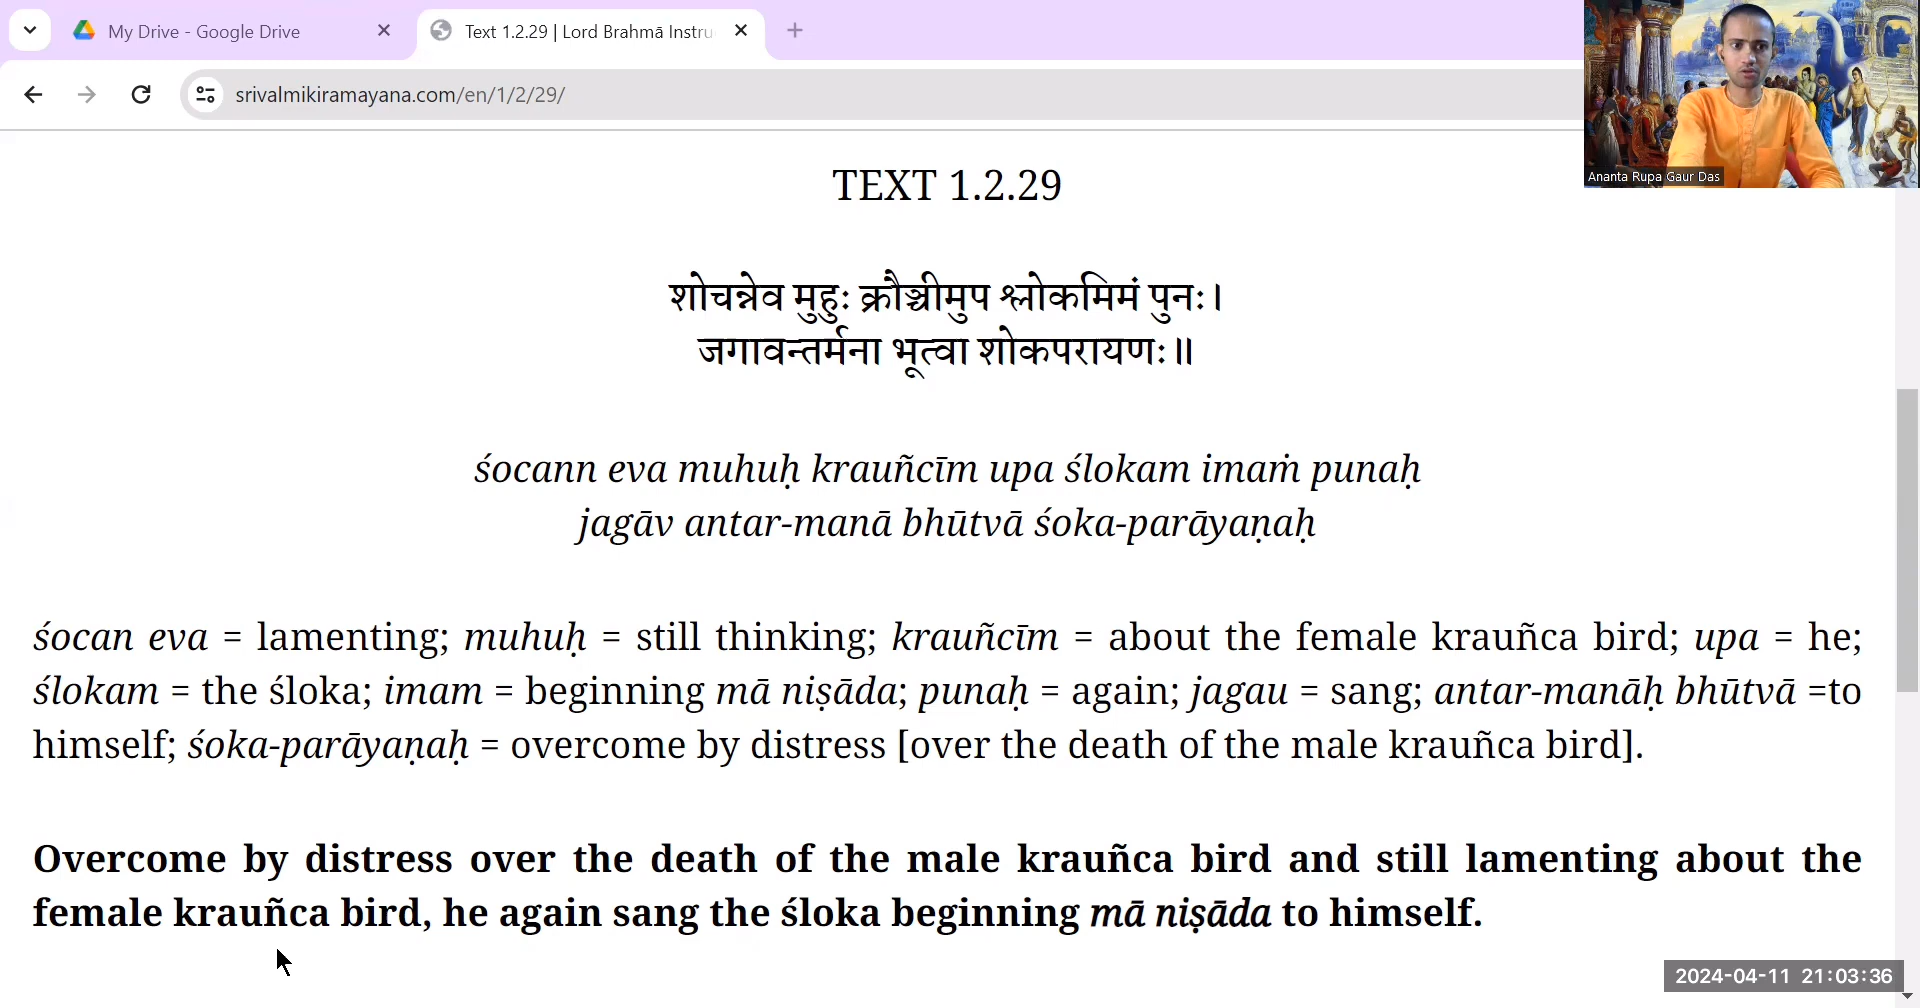 My Drive - Google Drive
Text 1.2.29 | Lord Brahmā Instru
srivalmikiramayana.com/en/1/2/29/
Ananta Rupa Gaur Das
TEXT 1.2.29
शोचन्नेव मुहुः क्रौञ्चीमुप श्लोकमिमं पुनः।
जगावन्तर्मना भूत्वा शोकपरायणः॥
śocann eva muhuḥ krauñcīm upa ślokam imaṁ punaḥ
jagāv antar-manā bhūtvā śoka-parāyaṇaḥ
śocan eva = lamenting; muhuḥ = still thinking; krauñcīm = about the female krauñca bird; upa = he;
ślokam = the śloka; imam = beginning mā niṣāda; punaḥ = again; jagau = sang; antar-manāḥ bhūtvā =to
himself; śoka-parāyaṇaḥ = overcome by distress [over the death of the male krauñca bird].
Overcome by distress over the death of the male krauñca bird and still lamenting about the
female krauñca bird, he again sang the śloka beginning mā niṣāda to himself.
2024-04-11 21:03:36